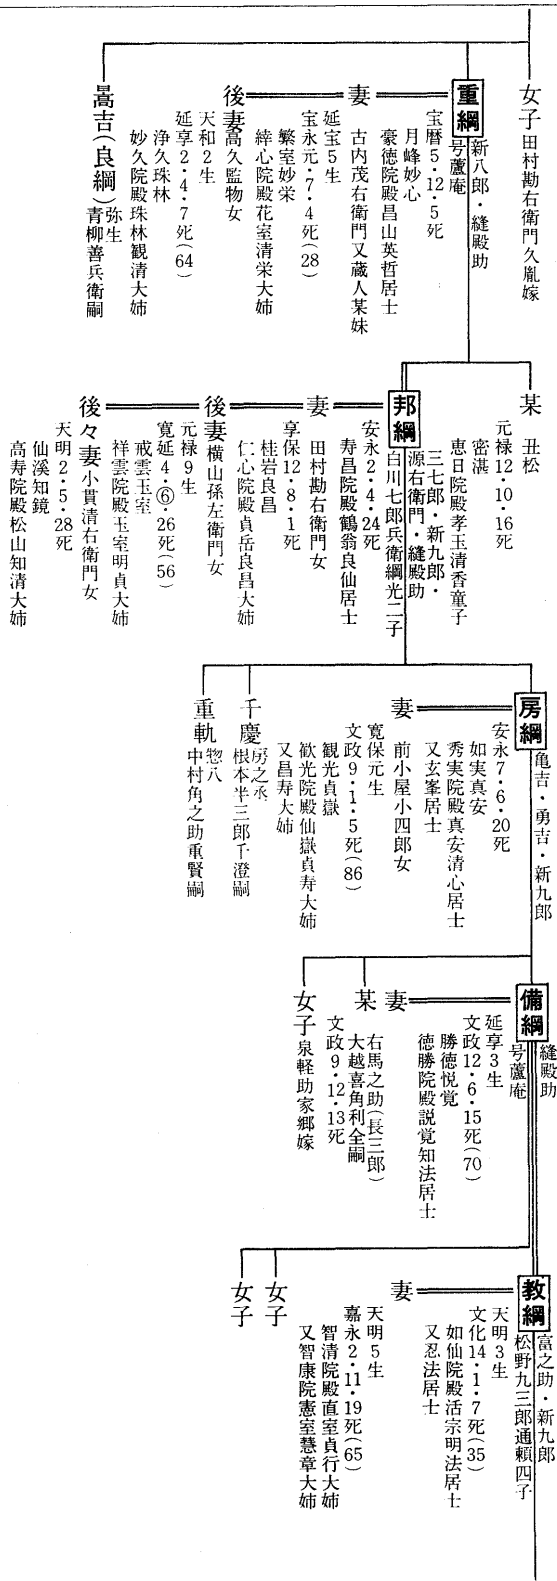 女子 田村勘右衛門久胤嫁
重綱
新八郎・縫殿助
号蘆庵
宝暦5・12・5死
月峰妙心
豪徳院殿昌山英哲居士
妻
古内茂右衛門又蔵人某妹
延宝5生
宝永元・7・4死(28)
繁室妙栄
縡心院殿花室清栄大姉
後妻 高久監物女
天和2生
延享2・4・7死(64)
浄久珠林
妙久院殿珠林観清大姉
暠吉(良綱)
弥生
青柳善兵衛嗣
某 丑松
元禄12・10・16死
密湛
恵日院殿孝玉清香童子
邦綱
三七郎・新九郎・
源右衛門・縫殿助
白川七郎兵衛綱光二子
安永2・4・24死
寿昌院殿鶴翁良仙居士
妻
田村勘右衛門女
享保12・8・1死
桂岩良昌
仁心院殿貞岳良昌大姉
後妻 横山孫左衛門女
元禄9生
寛延4・⑥・26死(56)
戒雲玉室
祥雲院殿玉室明貞大姉
後々妻 小貫清右衛門女
天明2・5・28死
仙溪知鏡
高寿院殿松山知清大姉
房綱
亀吉・勇吉・新九郎
安永7・6・20死
如実真安
秀実院殿真安清心居士
又玄峯居士
妻
前小屋小四郎女
寛保元生
文政9・1・5死(86)
観光貞嶽
歓光院殿仙嶽貞寿大姉
又昌寿大姉
千慶
房之丞
根本半三郎千澄嗣
重軌
惣八
中村角之助重賢嗣
備綱
縫殿助
号蘆庵
延享3生
文政12・6・15死(70)
勝徳悦覚
徳勝院殿説覚知法居士
妻
某
右馬之助(長三郎)
大越喜角利全嗣
文政9・12・13死
女子 泉軽助家郷嫁
教綱
富之助・新九郎
松野九三郎通頼四子
天明3生
文化14・1・7死(35)
如仙院殿活宗明法居士
又忍法居士
妻
天明5生
嘉永2・11・19死(65)
智清院殿直室貞行大姉
又智康院憲室慧章大姉
女子
女子